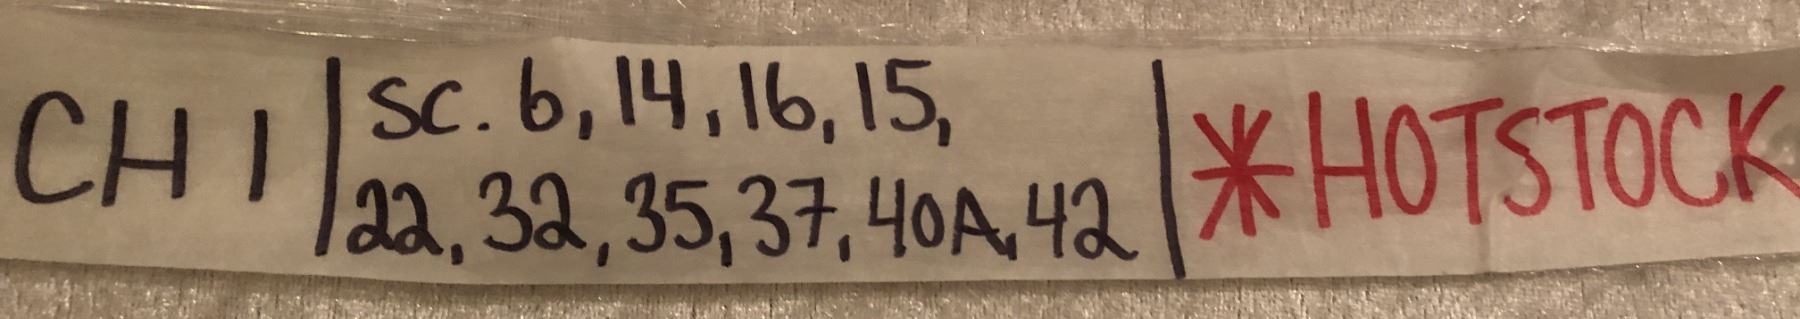 CH 1 | SC. 6, 14, 16, 15,
22, 32, 35, 37, 40A, 42 | *HOTSTOCK